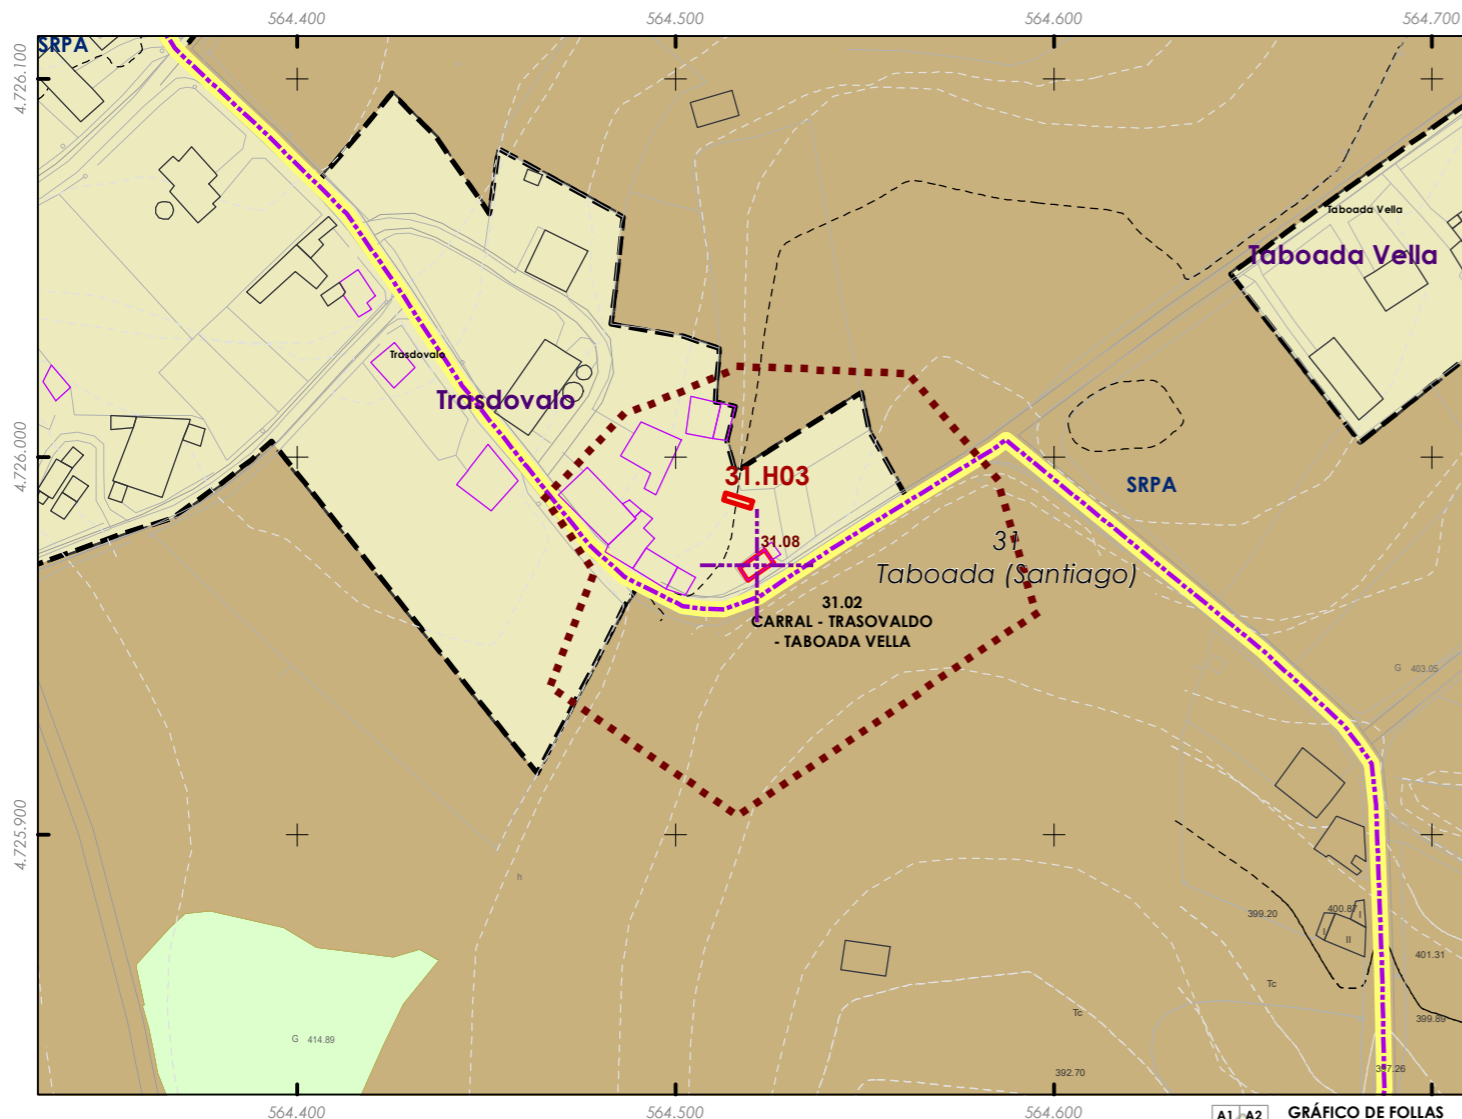 564.400
564.500
564.600
564.700
SRPA
4.726.100
Taboada Vella
Taboada Vella
Trasdovalo
Trasdovalo
4.726.000
31.H03
SRPA
31.08
31
Taboada (Santiago)
31.02
CARRAL - TRASOVALDO
- TABOADA VELLA
G 403.05
4.725.900
h
399.20
400.87
I
I
II
401.31
Tc
Tc
399.89
G 414.89
392.70
397.26
564.400
564.500
564.600
A1
A2
GRÁFICO DE FOLLAS